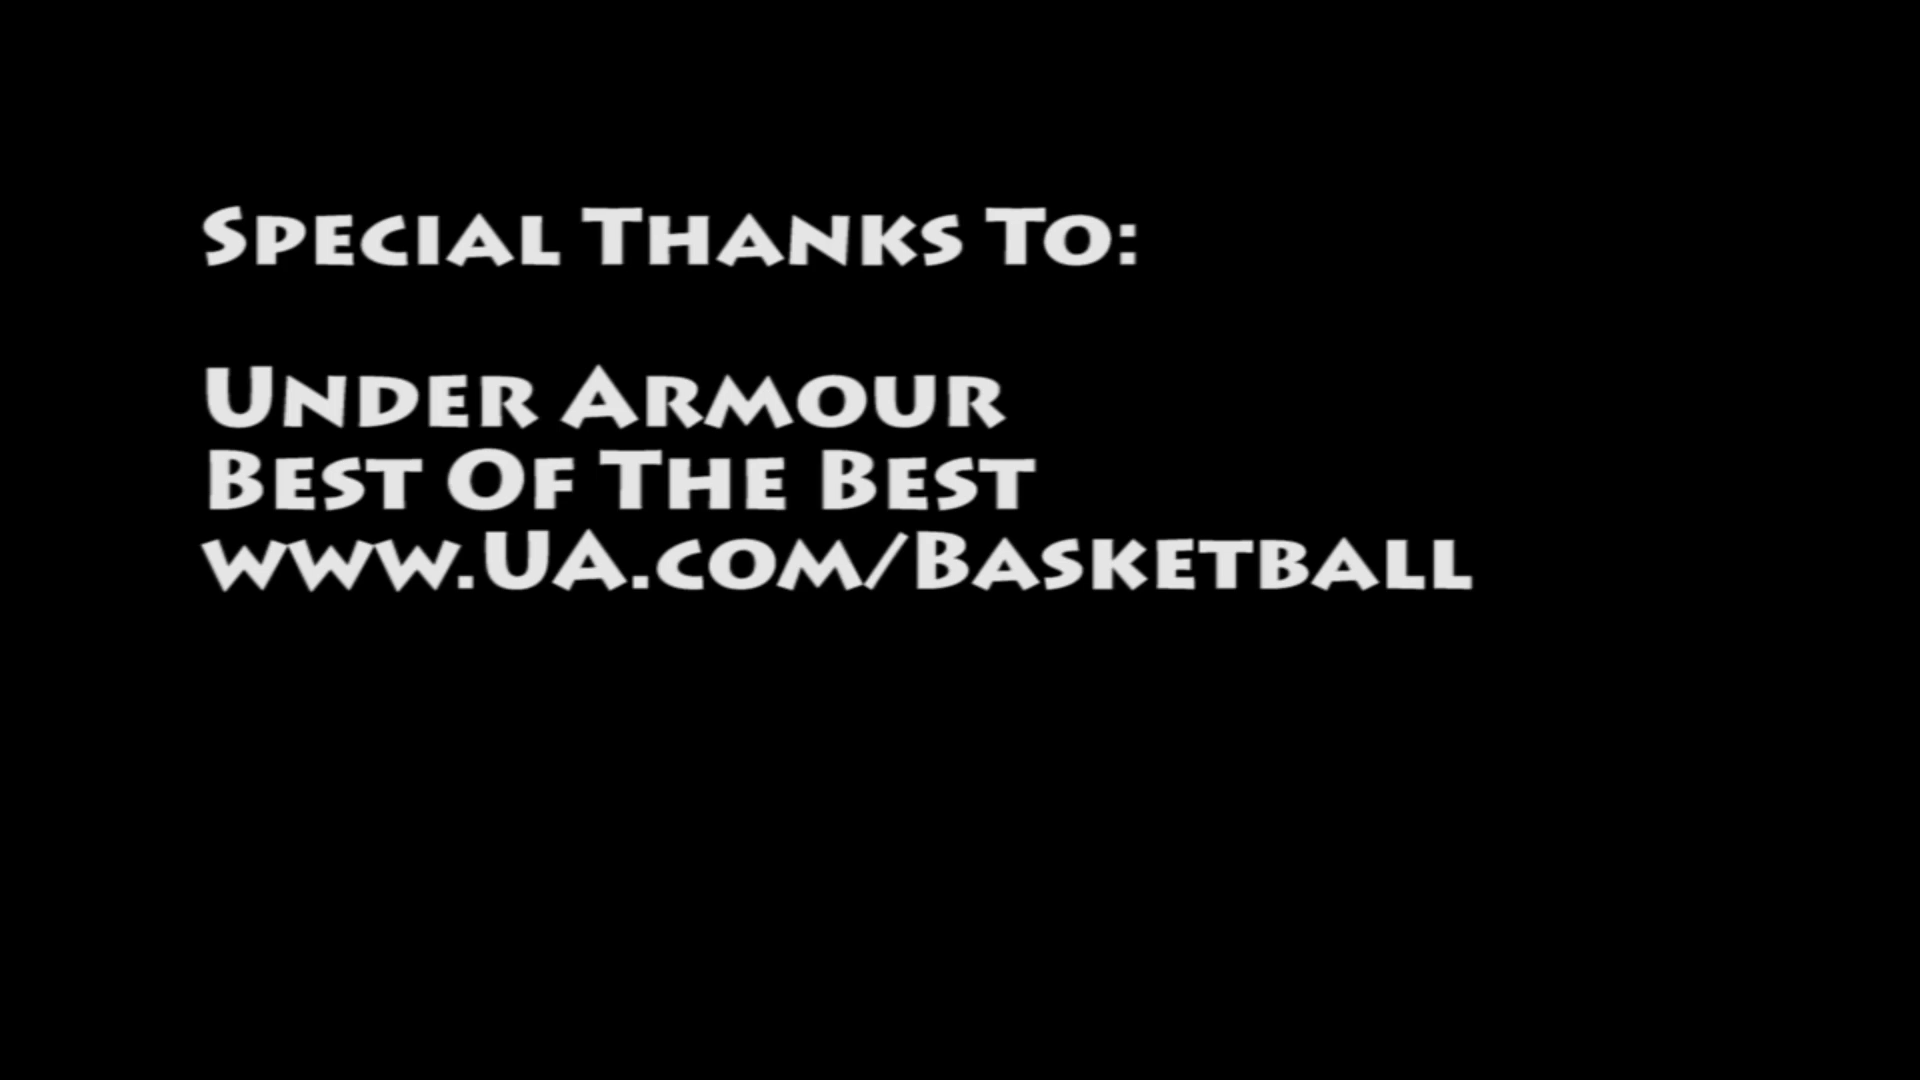 Special Thanks To:
Under Armour
Best Of The Best
www.UA.com/Basketball